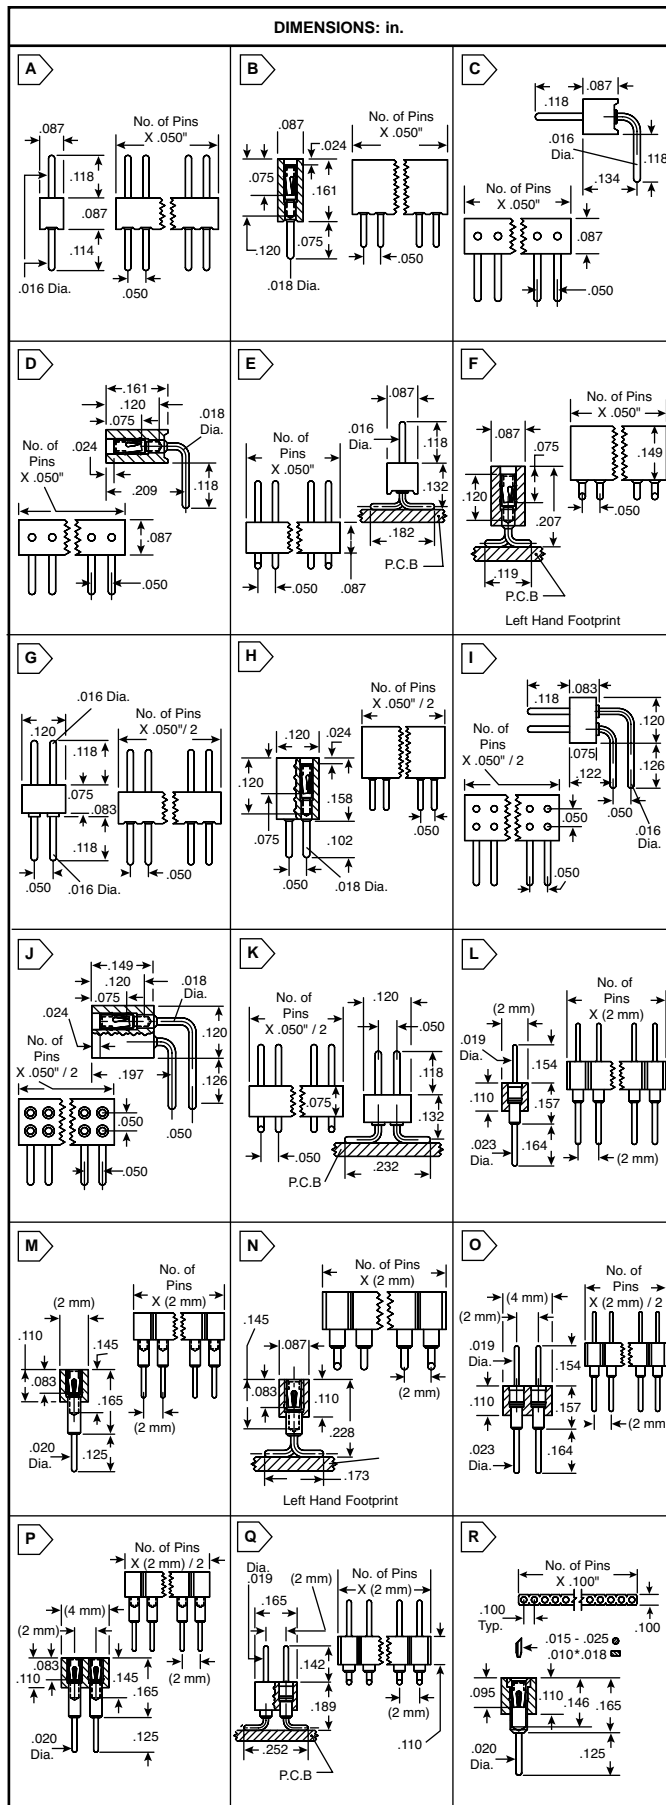 DIMENSIONS: in.
A
.087
No. of Pins
X .050"
.118
.087
.114
.016 Dia.
.050
B
.087
.024
No. of Pins
X .050"
.075
.161
.075
.120
.018 Dia.
.050
C
.087
.118
.016
Dia.
.118
.134
No. of Pins
X .050"
.087
.050
D
.161
.120
.075
.018
Dia.
No. of
Pins
X .050"
.024
.209
.118
.087
.050
E
.087
.016
Dia.
No. of
Pins
X .050"
.118
.132
.182
.050
P.C.B
.087
F
No. of Pins
X .050"
.087
.075
.149
.120
.050
.207
.119
P.C.B
Left Hand Footprint
G
.016 Dia.
.120
No. of Pins
X .050"/ 2
.118
.075
.083
.118
.050
.016 Dia.
.050
H
No. of Pins
X .050" / 2
.120
.024
.120
.158
.075
.102
.050
.050
.018 Dia.
I
.083
.118
No. of
Pins
X .050" / 2
.120
.075
.122
.126
.050
.050
.016
Dia.
.050
J
.149
.120
.075
.018
Dia.
.024
No. of
Pins
X .050" / 2
.120
.197
.126
.050
.050
.050
K
No. of
Pins
X .050" / 2
.120
.050
.118
.075
.132
.050
.232
P.C.B
L
(2 mm)
No. of
Pins
X (2 mm)
.019
Dia.
.154
.110
.157
.023
Dia.
.164
(2 mm)
M
No. of
Pins
X (2 mm)
(2 mm)
.110
.145
.083
.165
(2 mm)
.020
Dia.
.125
N
No. of Pins
X (2 mm)
.145
.087
.083
.110
(2 mm)
.228
.173
Left Hand Footprint
O
No. of
Pins
X (2 mm) / 2
(4 mm)
(2 mm)
.019
Dia.
.154
.110
.157
.023
Dia.
.164
(2 mm)
P
No. of Pins
X (2 mm) / 2
(4 mm)
(2 mm)
.083
.110
.145
.165
(2 mm)
.020
Dia.
.125
Q
Dia.
.019
(2 mm)
No. of Pins
X (2 mm)
.165
.142
.189
(2 mm)
.252
.110
P.C.B
R
No. of Pins
X .100"
.100
Typ.
.100
.015 - .025
.010*.018
.095
.110
.146
.165
.020
Dia.
.125